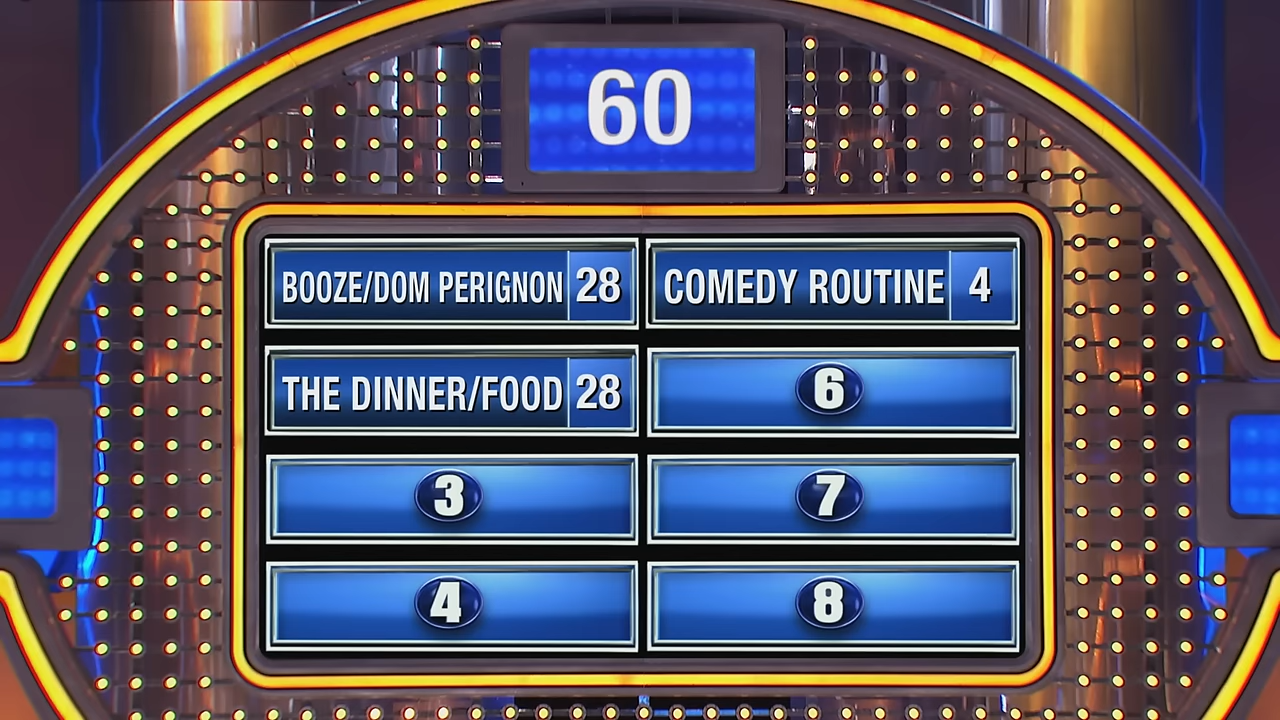 60
BOOZE/DOM PERIGNON 28
COMEDY ROUTINE 4
THE DINNER/FOOD 28
6
3
7
4
8